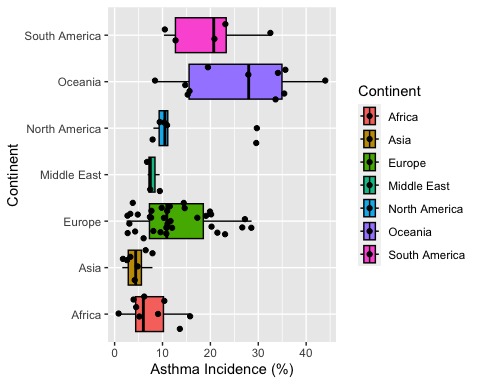 South America
Oceania
North America
Middle East
Europe
Asia
Africa
Continent
0 10 20 30 40
Asthma Incidence (%)
Continent
Africa
Asia
Europe
Middle East
North America
Oceania
South America